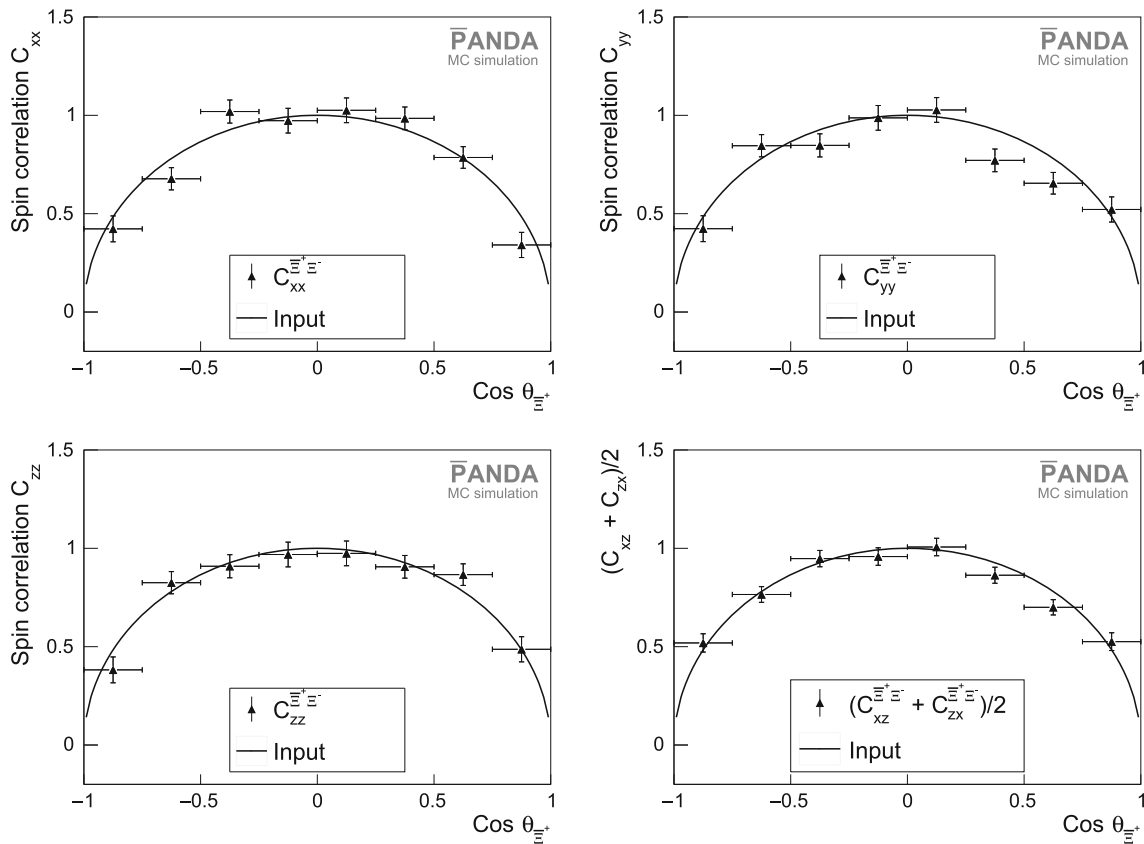 Spin correlation C_xx
1.5
1
0.5
0
P̅ANDA
MC simulation
C_xx^Ξ̅⁺Ξ⁻
Input
−1
−0.5
0
0.5
1
Cos θ_Ξ̅⁺
Spin correlation C_yy
1.5
1
0.5
0
P̅ANDA
MC simulation
C_yy^Ξ̅⁺Ξ⁻
Input
−1
−0.5
0
0.5
1
Cos θ_Ξ̅⁺
Spin correlation C_zz
1.5
1
0.5
0
P̅ANDA
MC simulation
C_zz^Ξ̅⁺Ξ⁻
Input
−1
−0.5
0
0.5
1
Cos θ_Ξ̅⁺
(C_xz + C_zx)/2
1.5
1
0.5
0
P̅ANDA
MC simulation
(C_xz^Ξ̅⁺Ξ⁻ + C_zx^Ξ̅⁺Ξ⁻)/2
Input
−1
−0.5
0
0.5
1
Cos θ_Ξ̅⁺